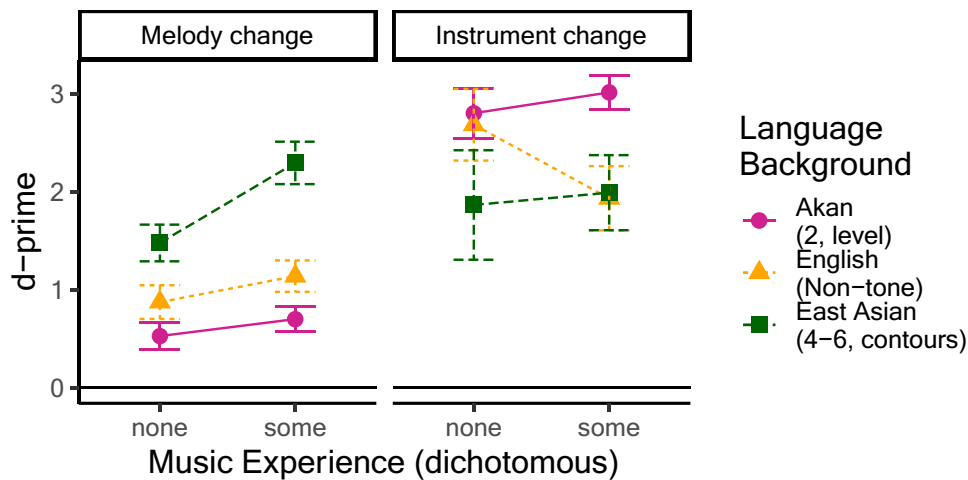 Melody change
Instrument change
d−prime
3
2
1
0
none
some
none
some
Music Experience (dichotomous)
Language
Background
Akan
(2, level)
English
(Non−tone)
East Asian
(4−6, contours)